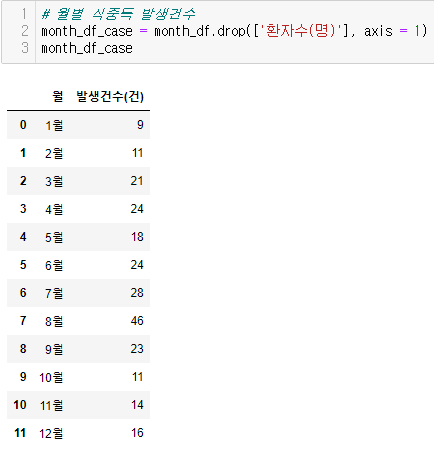 1 # 월별 식중독 발생건수
2 month_df_case = month_df.drop(['환자수(명)'], axis = 1)
3 month_df_case
월 발생건수(건)
0 1월 9
1 2월 11
2 3월 21
3 4월 24
4 5월 18
5 6월 24
6 7월 28
7 8월 46
8 9월 23
9 10월 11
10 11월 14
11 12월 16